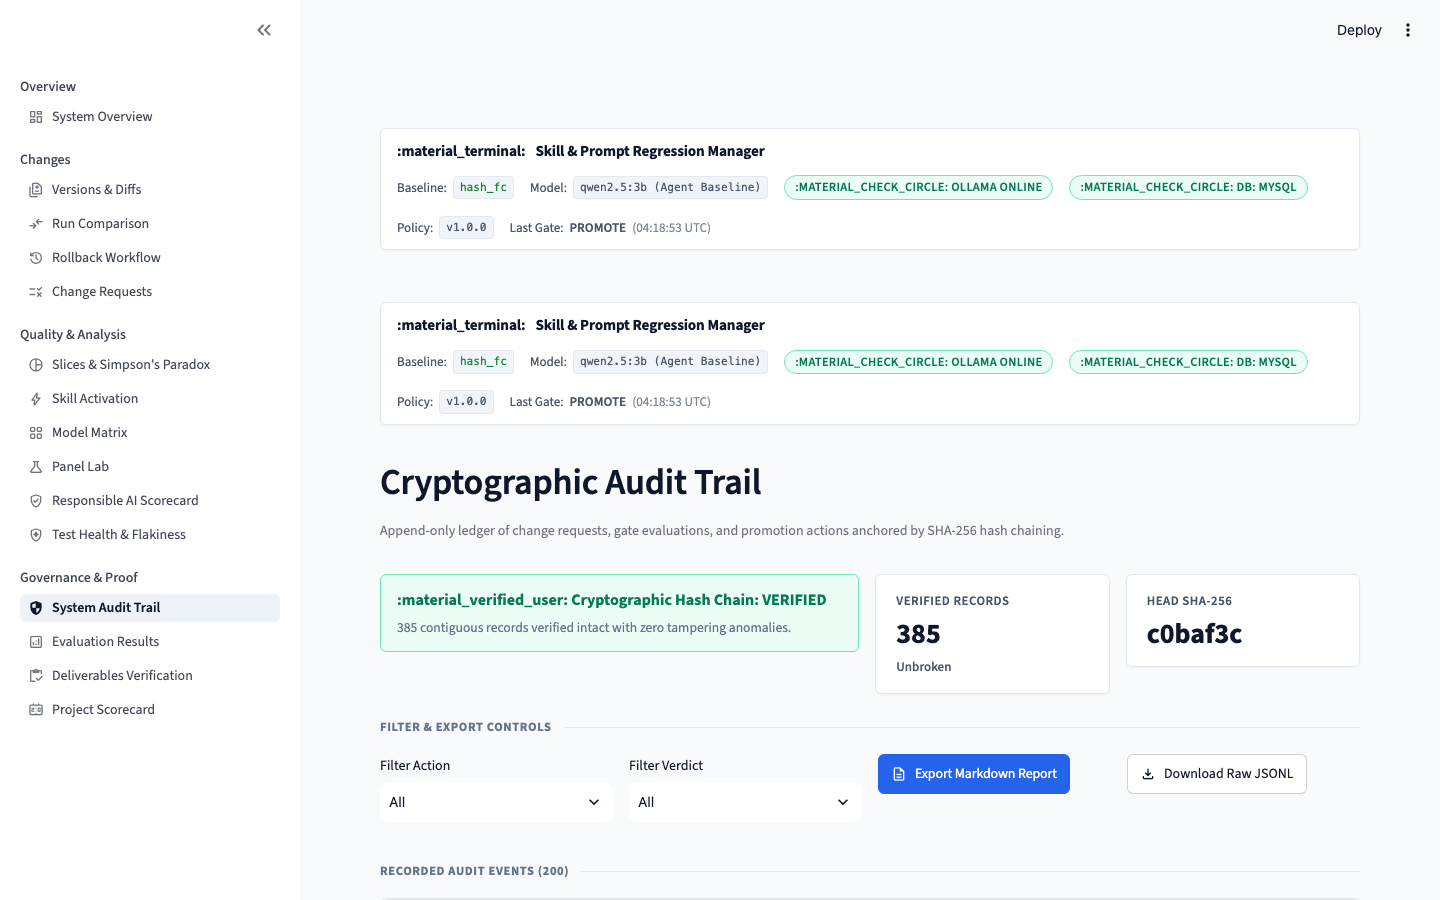 Deploy
Overview
System Overview
Changes
Versions & Diffs
Run Comparison
Rollback Workflow
Change Requests
Quality & Analysis
Slices & Simpson's Paradox
Skill Activation
Model Matrix
Panel Lab
Responsible AI Scorecard
Test Health & Flakiness
Governance & Proof
System Audit Trail
Evaluation Results
Deliverables Verification
Project Scorecard
:material_terminal: Skill & Prompt Regression Manager
Baseline: hash_fc Model: qwen2.5:3b (Agent Baseline) :MATERIAL_CHECK_CIRCLE: OLLAMA ONLINE :MATERIAL_CHECK_CIRCLE: DB: MYSQL
Policy: v1.0.0 Last Gate: PROMOTE (04:18:53 UTC)
:material_terminal: Skill & Prompt Regression Manager
Baseline: hash_fc Model: qwen2.5:3b (Agent Baseline) :MATERIAL_CHECK_CIRCLE: OLLAMA ONLINE :MATERIAL_CHECK_CIRCLE: DB: MYSQL
Policy: v1.0.0 Last Gate: PROMOTE (04:18:53 UTC)
Cryptographic Audit Trail
Append-only ledger of change requests, gate evaluations, and promotion actions anchored by SHA-256 hash chaining.
:material_verified_user: Cryptographic Hash Chain: VERIFIED
385 contiguous records verified intact with zero tampering anomalies.
VERIFIED RECORDS
385
Unbroken
HEAD SHA-256
c0baf3c
FILTER & EXPORT CONTROLS
Filter Action
All
Filter Verdict
All
Export Markdown Report
Download Raw JSONL
RECORDED AUDIT EVENTS (200)